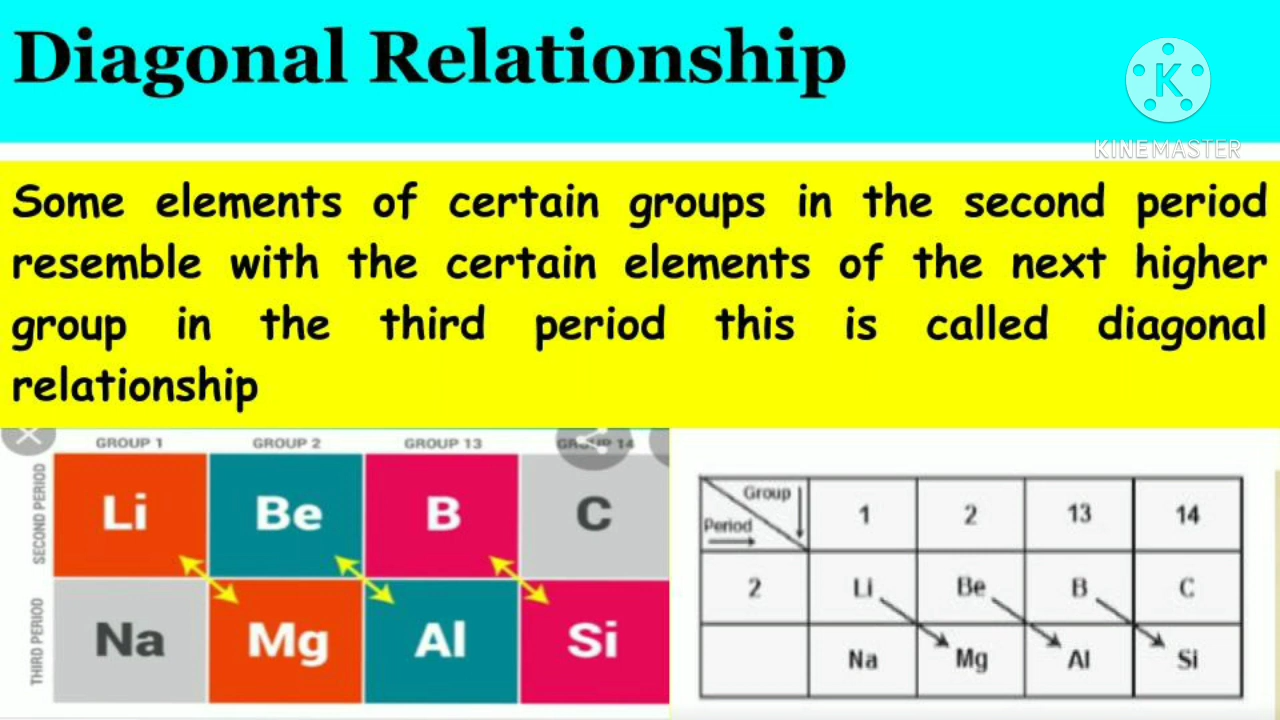 Diagonal Relationship
K
KINEMASTER
Some elements of certain groups in the second period
resemble with the certain elements of the next higher
group in the third period this is called diagonal
relationship
GROUP 1 GROUP 2 GROUP 13 GROUP 14
SECOND PERIOD
Li Be B C
THIRD PERIOD
Na Mg Al Si
Group
Period
1 2 13 14
2 Li Be B C
Na Mg Al Si